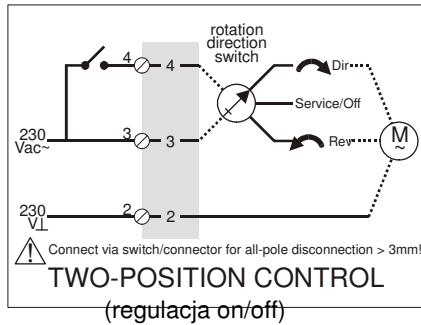 rotation
direction
switch
4 4 Dir
Service/Off
230
Vac~
3 3 Rev
M
~
230
V⊥
2 2
Connect via switch/connector for all-pole disconnection > 3mm!
TWO-POSITION CONTROL
(regulacja on/off)